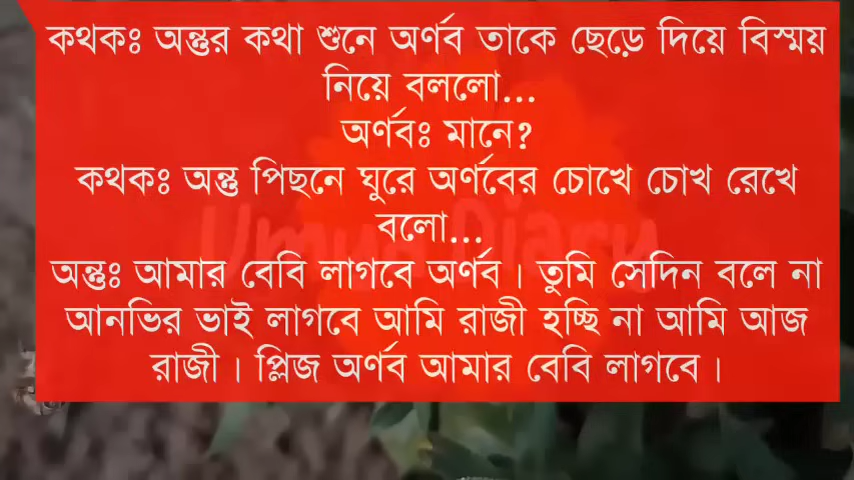 কথকঃ অন্তুর কথা শুনে অর্ণব তাকে ছেড়ে দিয়ে বিস্ময়
নিয়ে বললো...
অর্ণবঃ মানে?
কথকঃ অন্তু পিছনে ঘুরে অর্ণবের চোখে চোখ রেখে
বলো...
অন্তুঃ আমার বেবি লাগবে অর্ণব। তুমি সেদিন বলে না
আনভির ভাই লাগবে আমি রাজী হচ্ছি না আমি আজ
রাজী। প্লিজ অর্ণব আমার বেবি লাগবে।